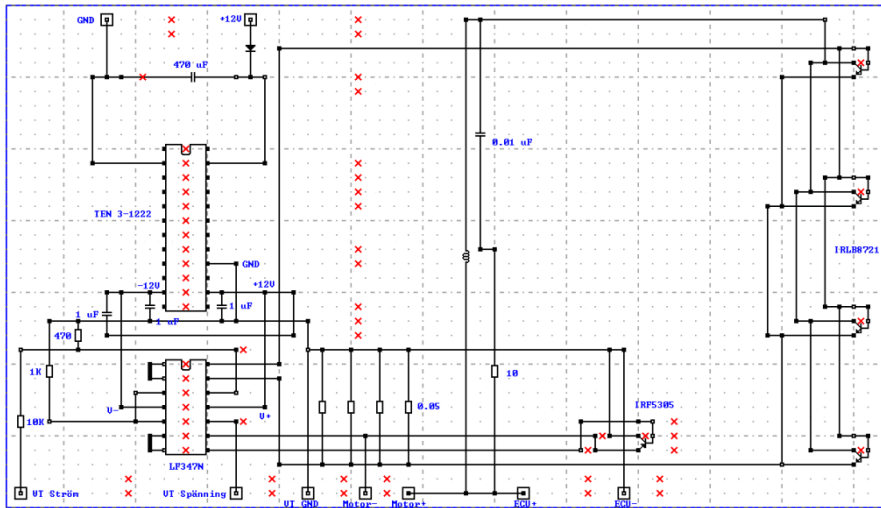 GND
+12V
470 uF
0.01 uF
TEN 3-1222
IRLB8721
GND
-12V
+12V
1 uF
1 uF
1 uF
470
1K
10
V-
V+
0.05
IRF5305
10K
LF347N
VI Ström
VI Spänning
VI GND
Motor-
Motor+
ECU+
ECU-